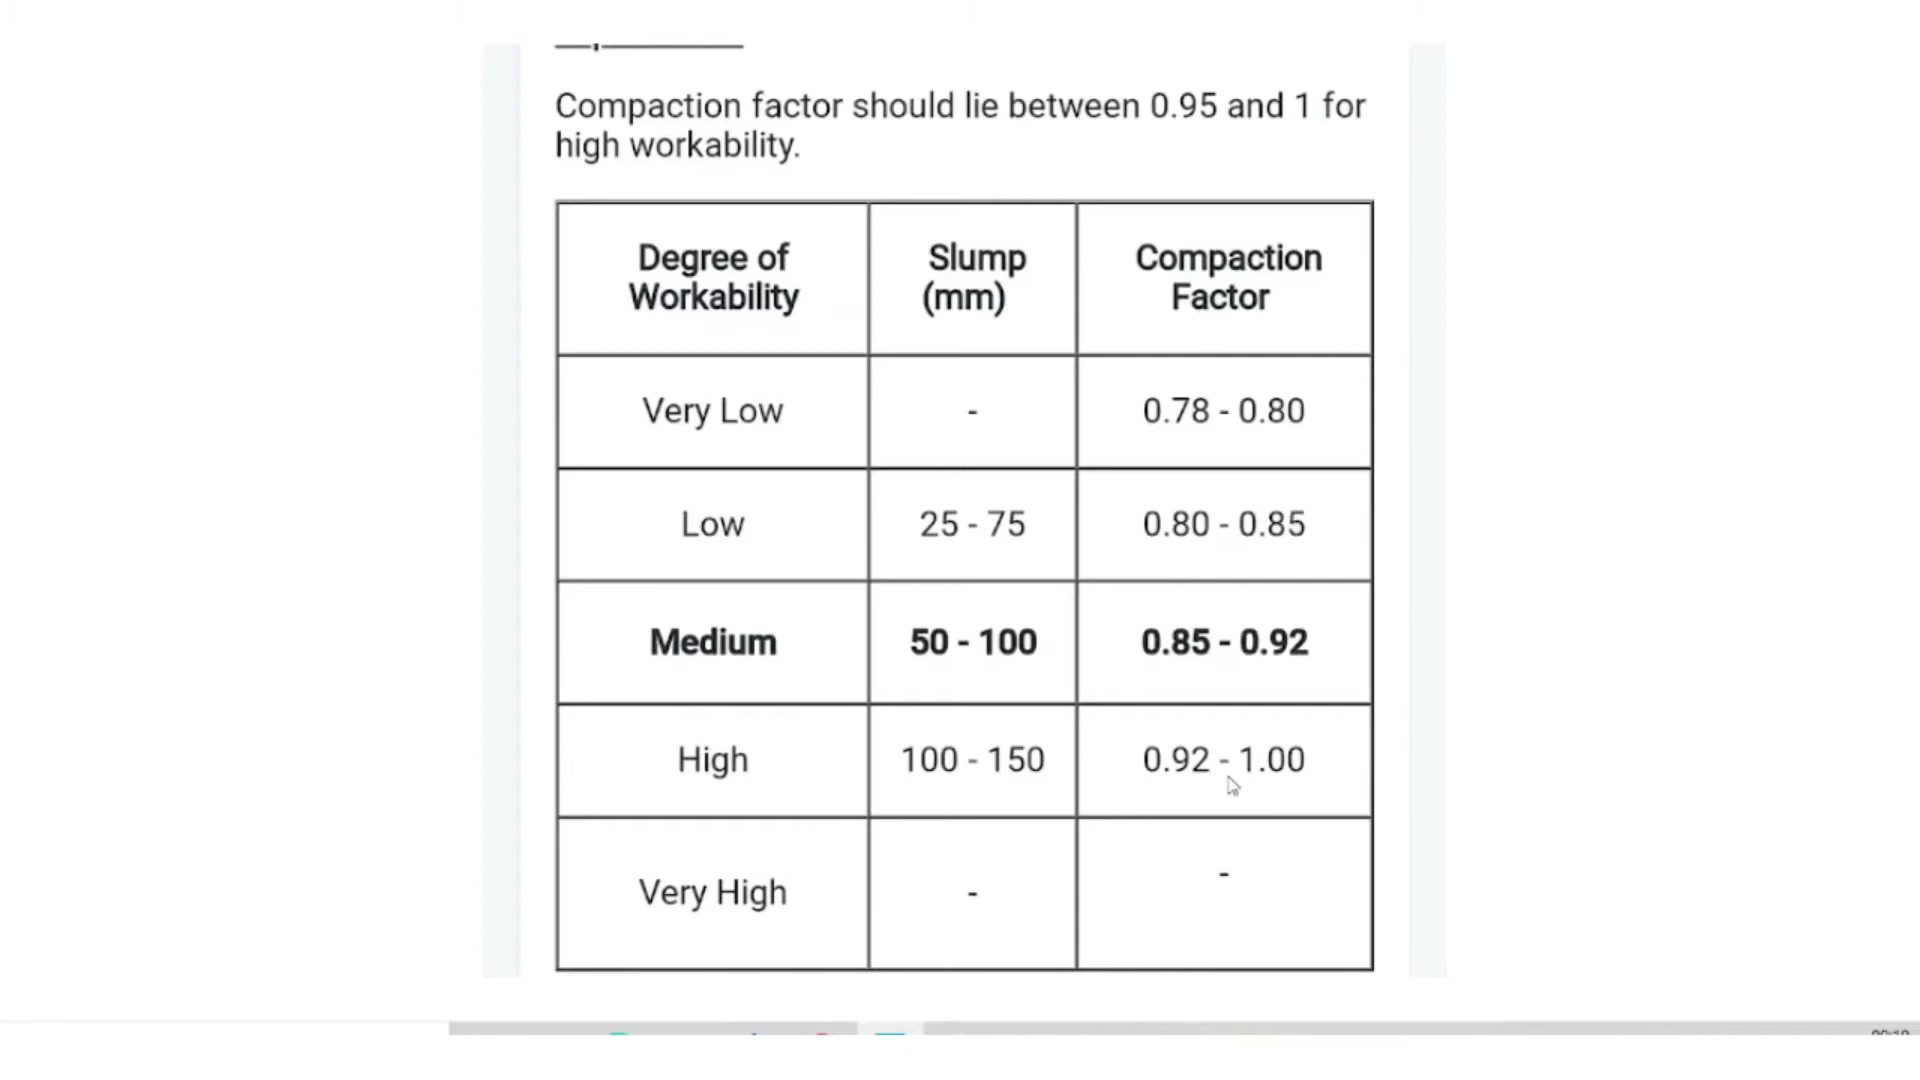 Compaction factor should lie between 0.95 and 1 for
high workability.
Degree of
Workability
Slump
(mm)
Compaction
Factor
Very Low
-
0.78 - 0.80
Low
25 - 75
0.80 - 0.85
Medium
50 - 100
0.85 - 0.92
High
100 - 150
0.92 - 1.00
Very High
-
-